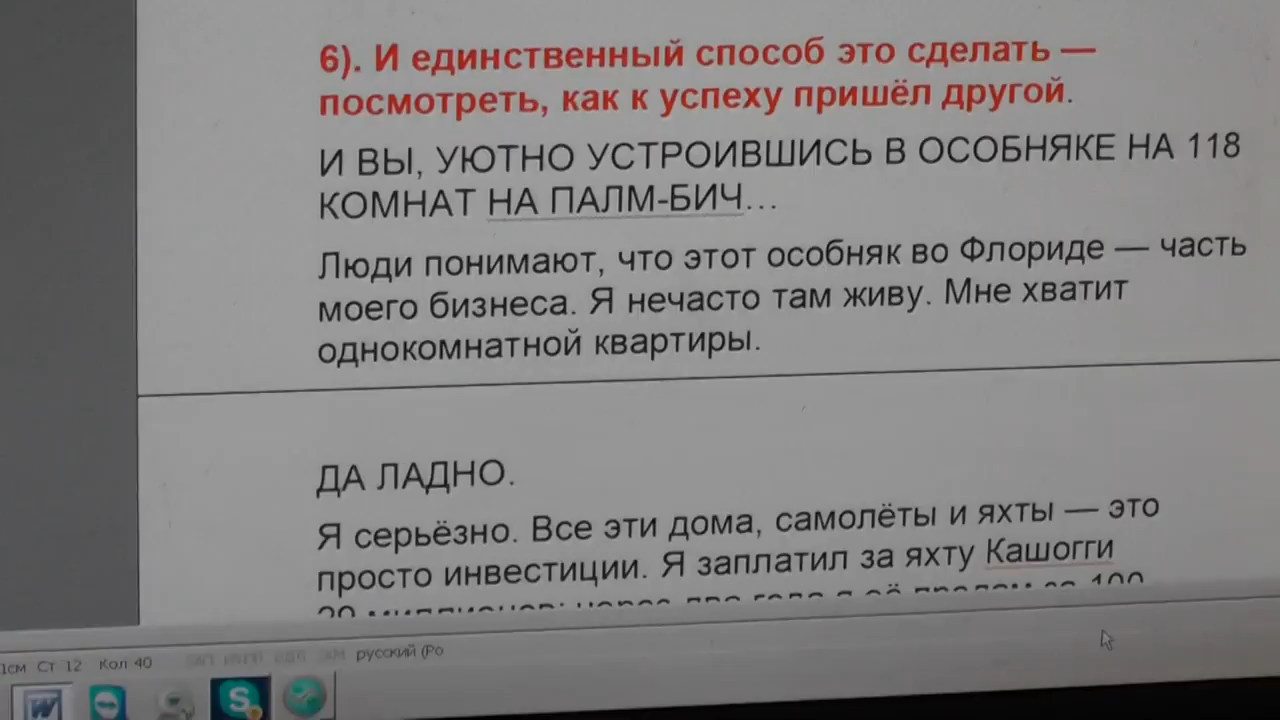 6). И единственный способ это сделать —
посмотреть, как к успеху пришёл другой.
И ВЫ, УЮТНО УСТРОИВШИСЬ В ОСОБНЯКЕ НА 118
КОМНАТ НА ПАЛМ-БИЧ...
Люди понимают, что этот особняк во Флориде — часть
моего бизнеса. Я нечасто там живу. Мне хватит
однокомнатной квартиры.
ДА ЛАДНО.
Я серьёзно. Все эти дома, самолёты и яхты — это
просто инвестиции. Я заплатил за яхту Кашогги
1см Ст 12 Кол 40 русский (Ро